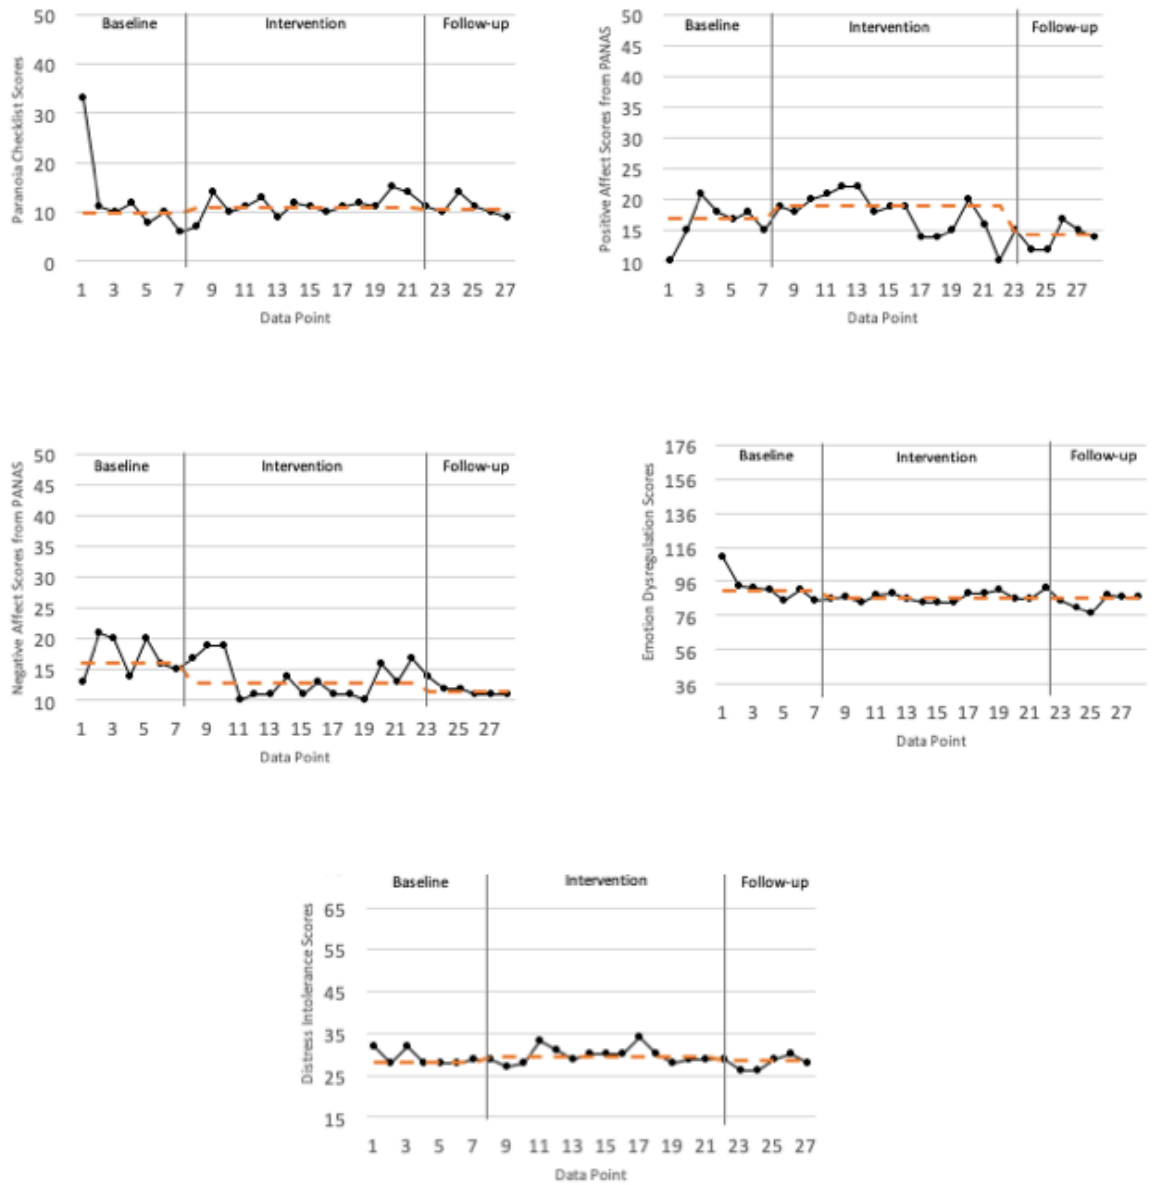 Baseline Intervention Follow-up
Paranoia Checklist Scores
50
40
30
20
10
0
1 3 5 7 9 11 13 15 17 19 21 23 25 27
Data Point
Baseline Intervention Follow-up
Positive Affect Scores from PANAS
50
45
40
35
30
25
20
15
10
1 3 5 7 9 11 13 15 17 19 21 23 25 27
Data Point
Baseline Intervention Follow-up
Negative Affect Scores from PANAS
50
45
40
35
30
25
20
15
10
1 3 5 7 9 11 13 15 17 19 21 23 25 27
Data Point
Baseline Intervention Follow-up
Emotion Dysregulation Scores
176
156
136
116
96
76
56
36
1 3 5 7 9 11 13 15 17 19 21 23 25 27
Data Point
Baseline Intervention Follow-up
Distress Intolerance Scores
65
55
45
35
25
15
1 3 5 7 9 11 13 15 17 19 21 23 25 27
Data Point